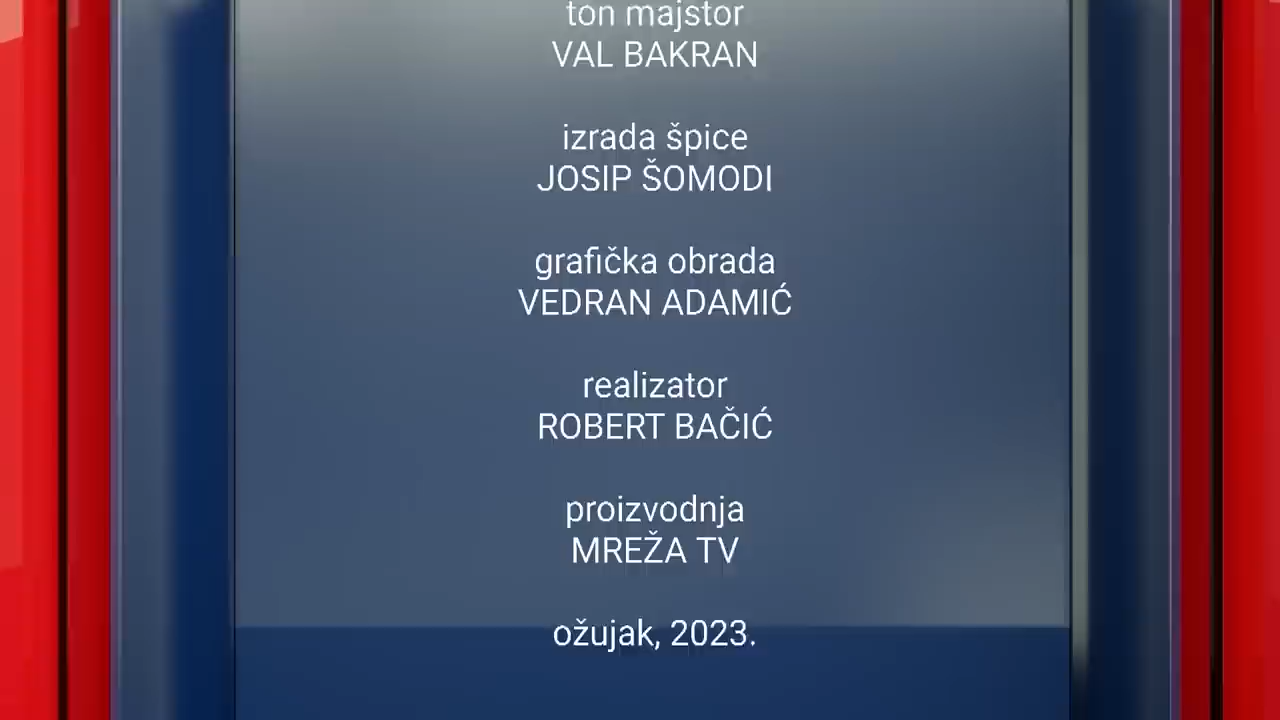 ton majstor
VAL BAKRAN
izrada špice
JOSIP ŠOMODI
grafička obrada
VEDRAN ADAMIĆ
realizator
ROBERT BAČIĆ
proizvodnja
MREŽA TV
ožujak, 2023.